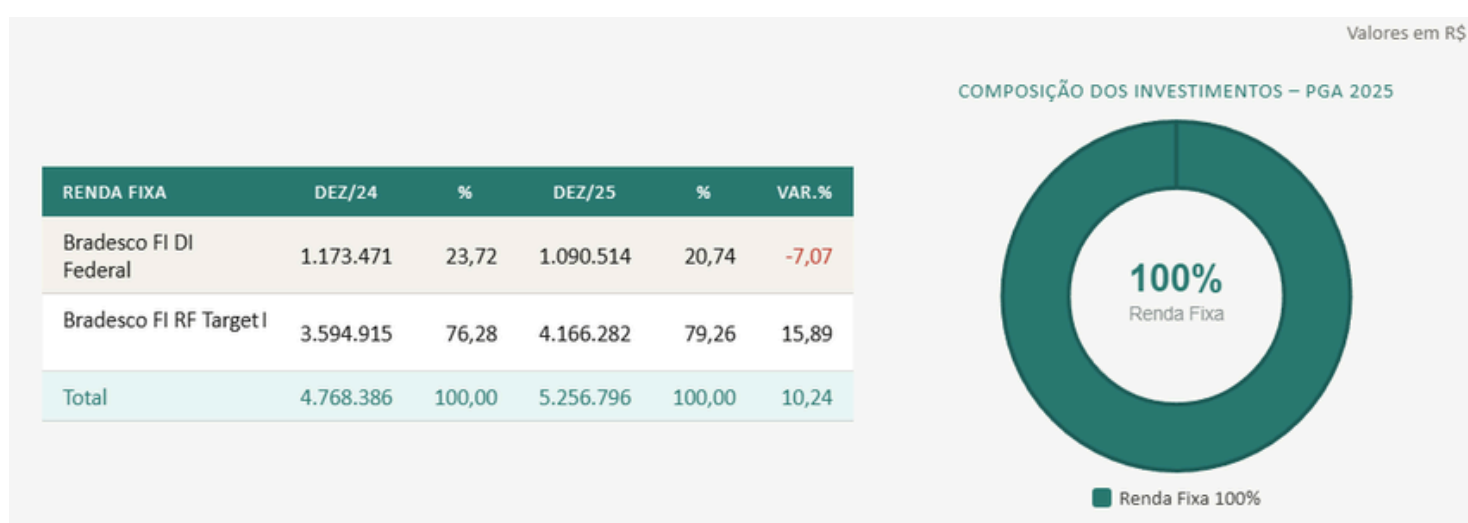 Valores em R$
COMPOSIÇÃO DOS INVESTIMENTOS – PGA 2025
RENDA FIXA DEZ/24 % DEZ/25 % VAR.%
Bradesco FI DI
Federal
1.173.471 23,72 1.090.514 20,74 -7,07
Bradesco FI RF Target I
3.594.915 76,28 4.166.282 79,26 15,89
Total 4.768.386 100,00 5.256.796 100,00 10,24
100%
Renda Fixa
Renda Fixa 100%